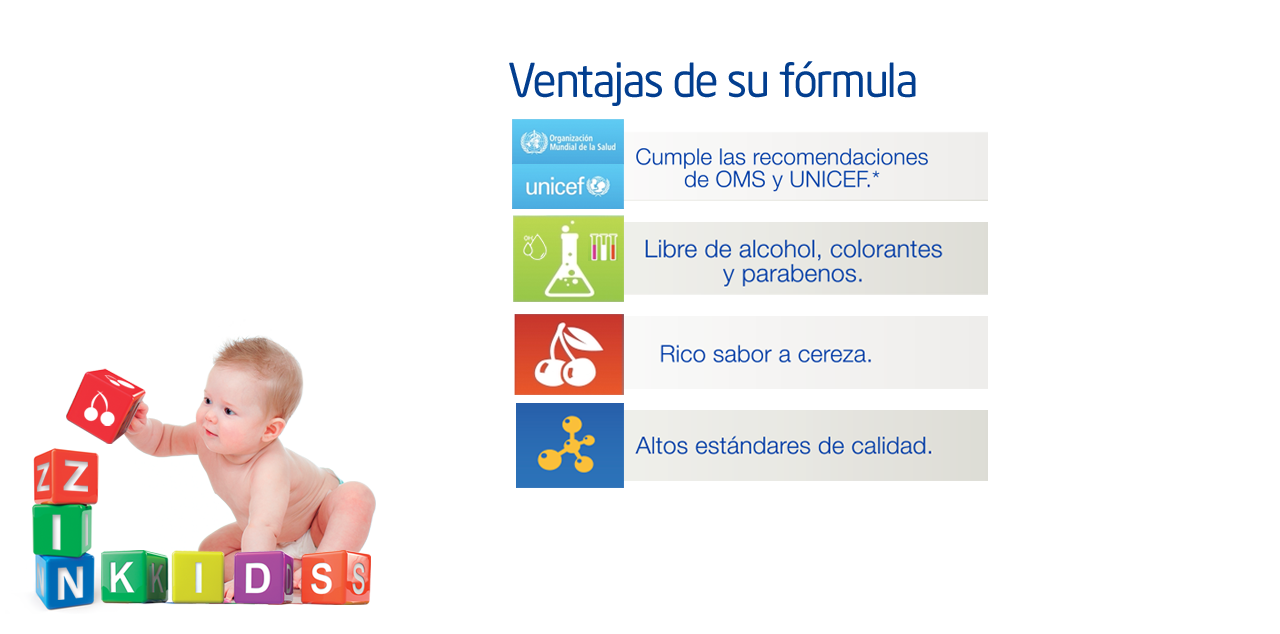 Ventajas de su fórmula
Organización
Mundial de la Salud
unicef
Cumple las recomendaciones
de OMS y UNICEF.*
OH
Libre de alcohol, colorantes
y parabenos.
Rico sabor a cereza.
Altos estándares de calidad.
Z Z
I I
N N K K I D D S S